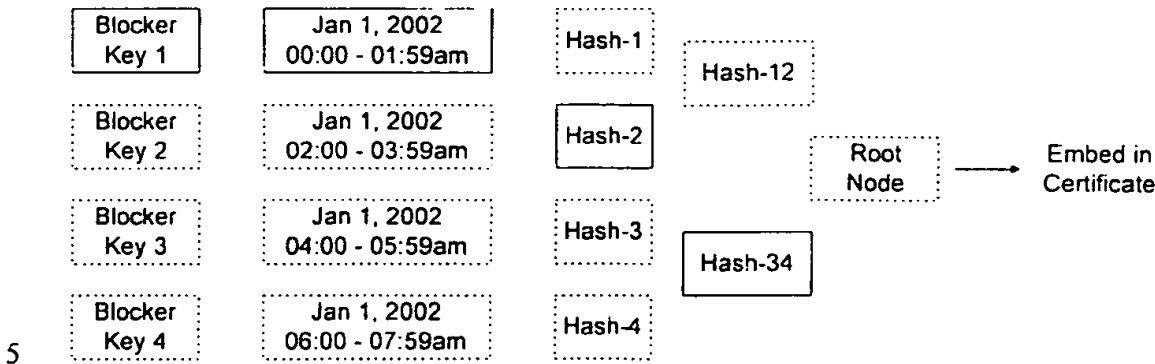 Blocker
Key 1
Jan 1, 2002
00:00 - 01:59am
Hash-1
Hash-12
Blocker
Key 2
Jan 1, 2002
02:00 - 03:59am
Hash-2
Root
Node
Embed in
Certificate
Blocker
Key 3
Jan 1, 2002
04:00 - 05:59am
Hash-3
Hash-34
Blocker
Key 4
Jan 1, 2002
06:00 - 07:59am
Hash-4
5